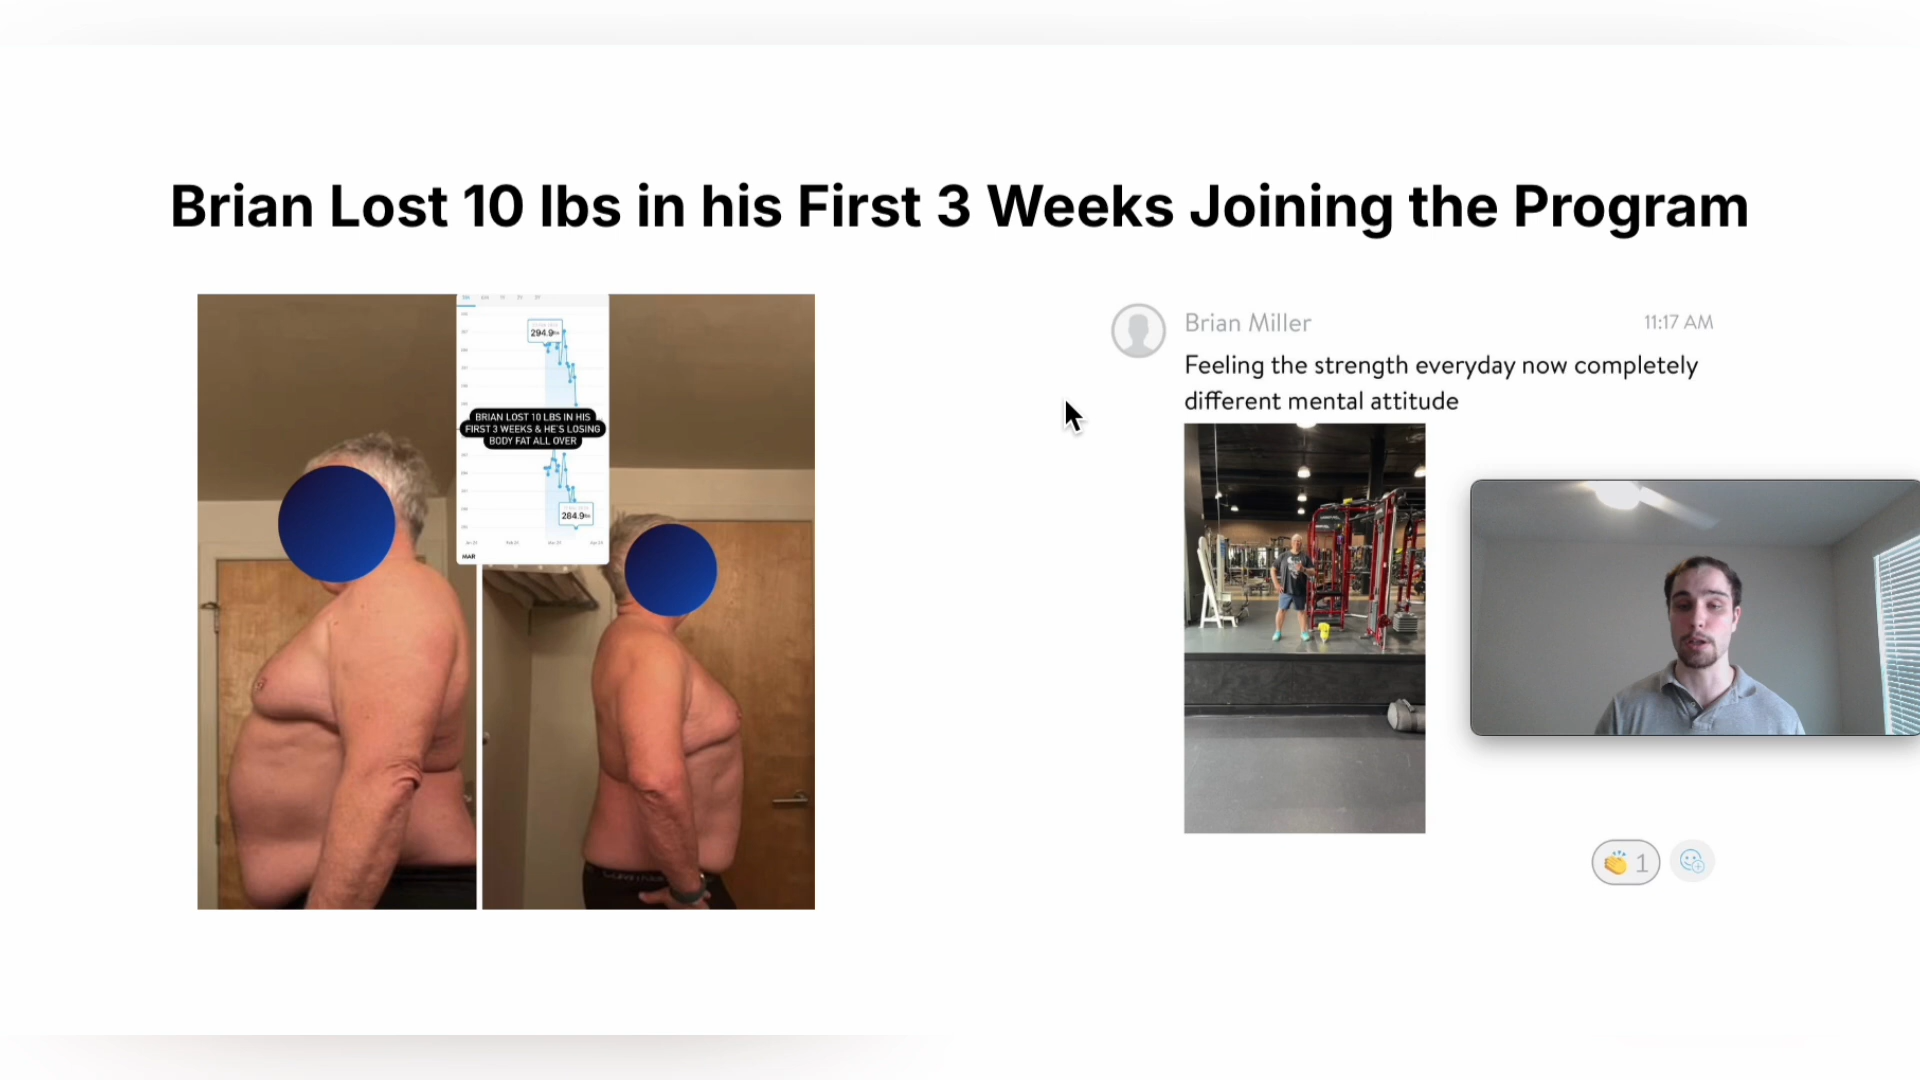 Brian Lost 10 lbs in his First 3 Weeks Joining the Program
294.9
BRIAN LOST 10 LBS IN HIS
FIRST 3 WEEKS & HE'S LOSING
BODY FAT ALL OVER
284.9
MAR
Brian Miller
11:17 AM
Feeling the strength everyday now completely
different mental attitude
1